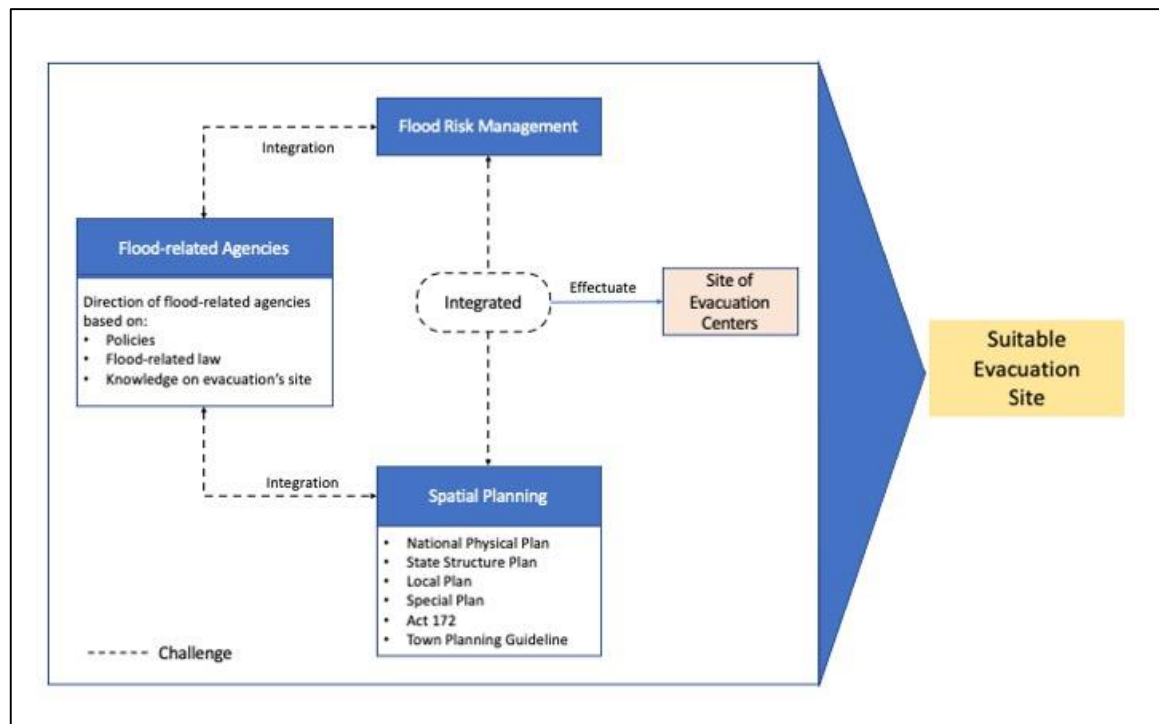 Flood Risk Management
Integration
Flood-related Agencies
Direction of flood-related agencies
based on:
• Policies
• Flood-related law
• Knowledge on evacuation's site
Integrated
Effectuate
Site of
Evacuation
Centers
Suitable
Evacuation
Site
Integration
Spatial Planning
• National Physical Plan
• State Structure Plan
• Local Plan
• Special Plan
• Act 172
• Town Planning Guideline
Challenge